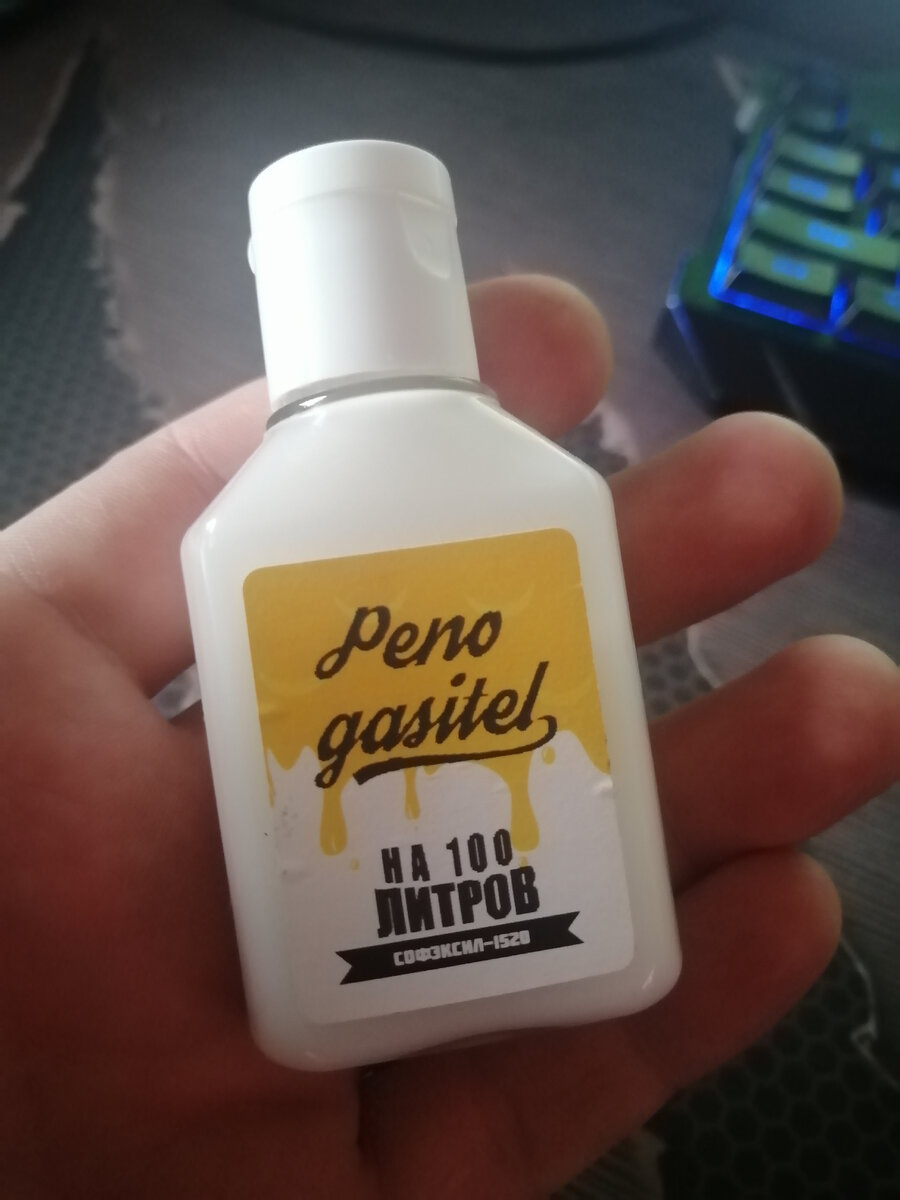 Peno
gasitel
НА 100
ЛИТРОВ
СОФЭКСИЛ-1520